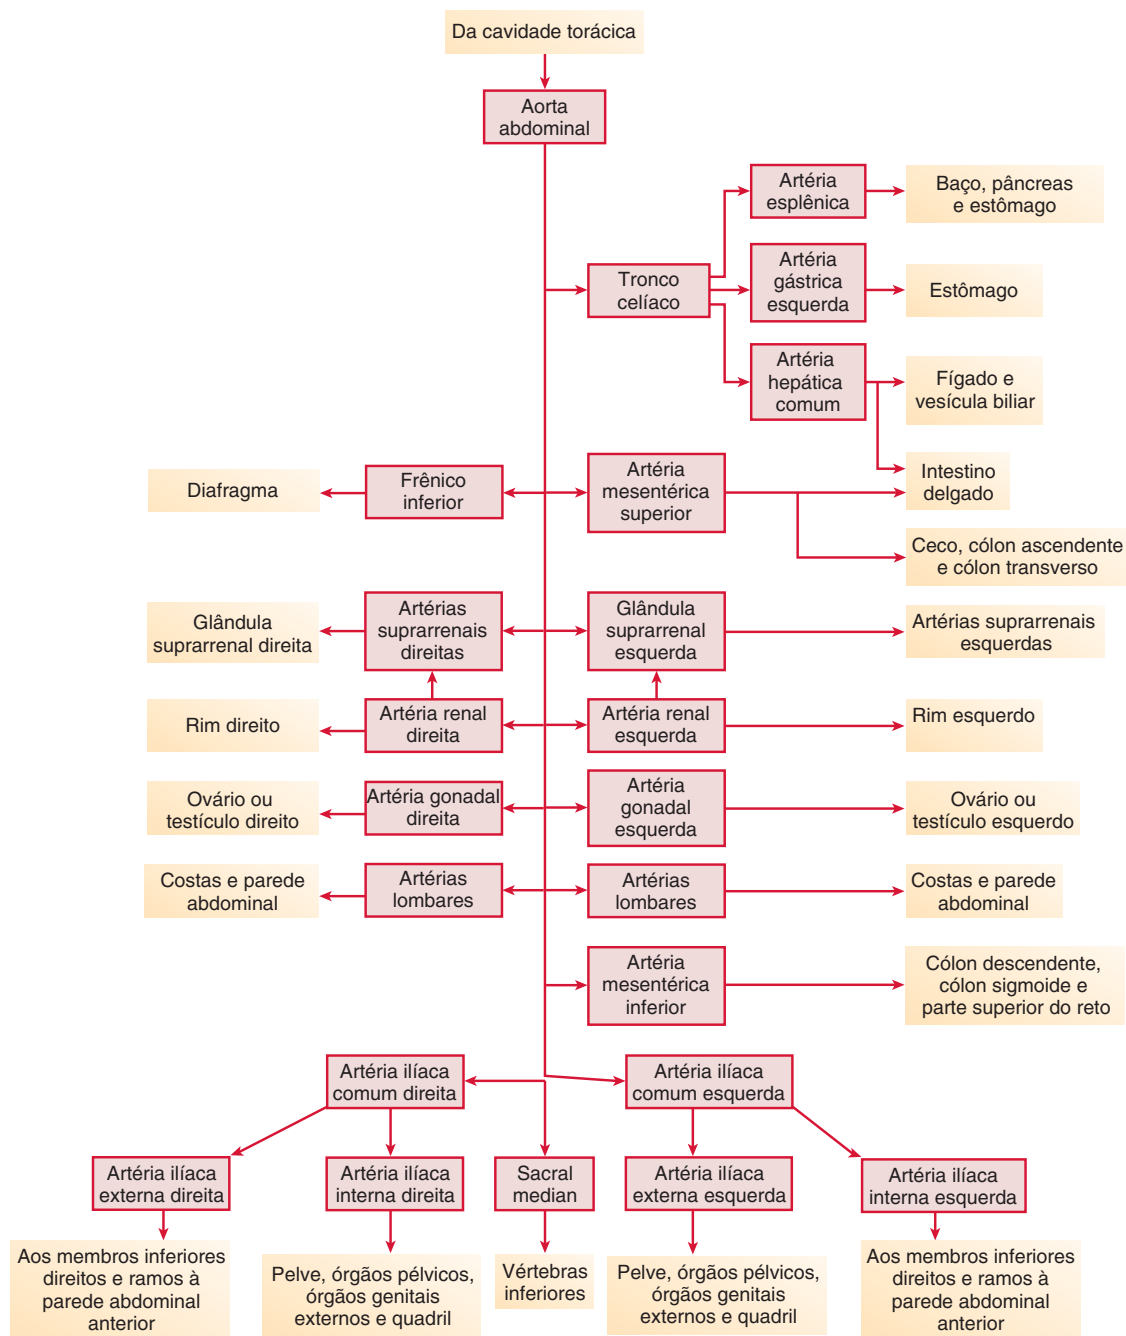 Da cavidade torácica
Aorta
abdominal
Artéria
esplênica
Baço, pâncreas
e estômago
Tronco
celíaco
Artéria
gástrica
esquerda
Estômago
Artéria
hepática
comum
Fígado e
vesícula biliar
Intestino
delgado
Diafragma
Frênico
inferior
Artéria
mesentérica
superior
Ceco, cólon ascendente
e cólon transverso
Glândula
suprarrenal direita
Artérias
suprarrenais
direitas
Glândula
suprarrenal
esquerda
Artérias suprarrenais
esquerdas
Rim direito
Artéria renal
direita
Artéria renal
esquerda
Rim esquerdo
Ovário ou
testículo direito
Artéria gonadal
direita
Artéria
gonadal
esquerda
Ovário ou
testículo esquerdo
Costas e parede
abdominal
Artérias
lombares
Artérias
lombares
Costas e parede
abdominal
Artéria
mesentérica
inferior
Cólon descendente,
cólon sigmoide e
parte superior do reto
Artéria ilíaca
comum direita
Artéria ilíaca
comum esquerda
Artéria ilíaca
externa direita
Artéria ilíaca
interna direita
Sacral
median
Artéria ilíaca
externa esquerda
Artéria ilíaca
interna esquerda
Aos membros inferiores
direitos e ramos à
parede abdominal
anterior
Pelve, órgãos pélvicos,
órgãos genitais
externos e quadril
Vértebras
inferiores
Pelve, órgãos pélvicos,
órgãos genitais
externos e quadril
Aos membros inferiores
direitos e ramos à
parede abdominal
anterior